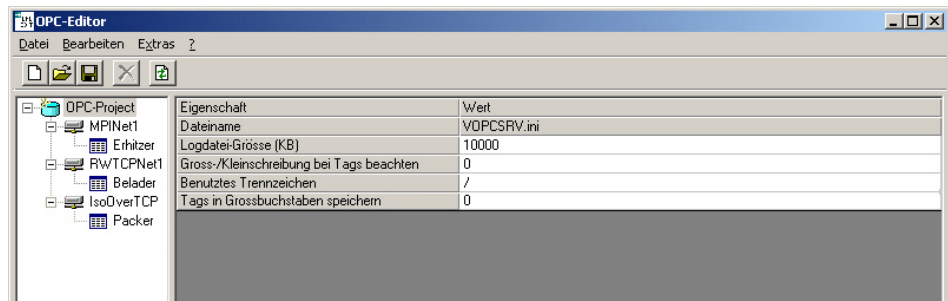 OPC-Editor
Datei Bearbeiten Extras ?
OPC-Project
MPINet1
Erhitzer
RWTCPNet1
Belader
IsoOverTCP
Packer
Eigenschaft Wert
Dateiname VOPCSRV.ini
Logdatei-Grösse (KB) 10000
Gross-/Kleinschreibung bei Tags beachten 0
Benutztes Trennzeichen /
Tags in Grossbuchstaben speichern 0